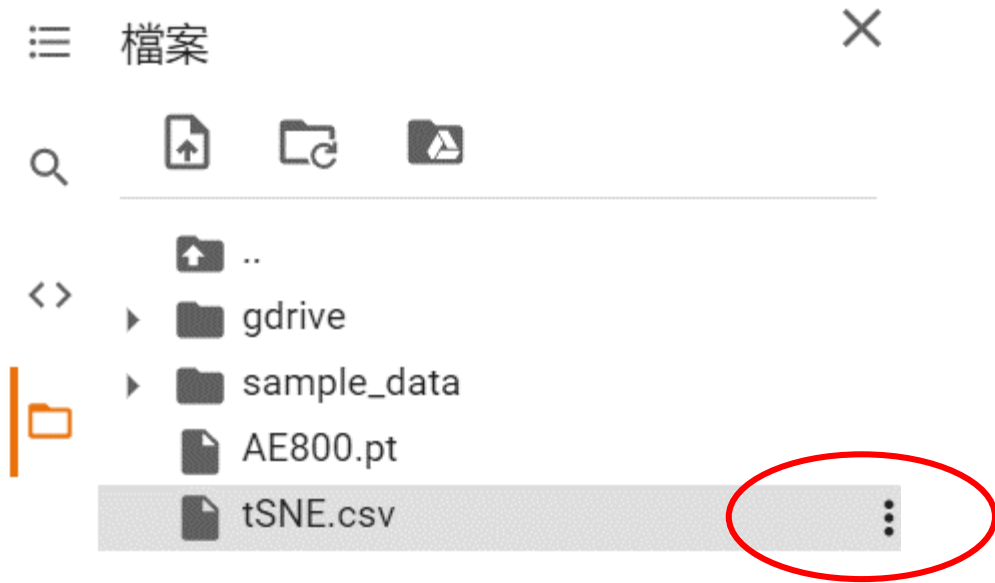 檔案
..
gdrive
sample_data
AE800.pt
tSNE.csv